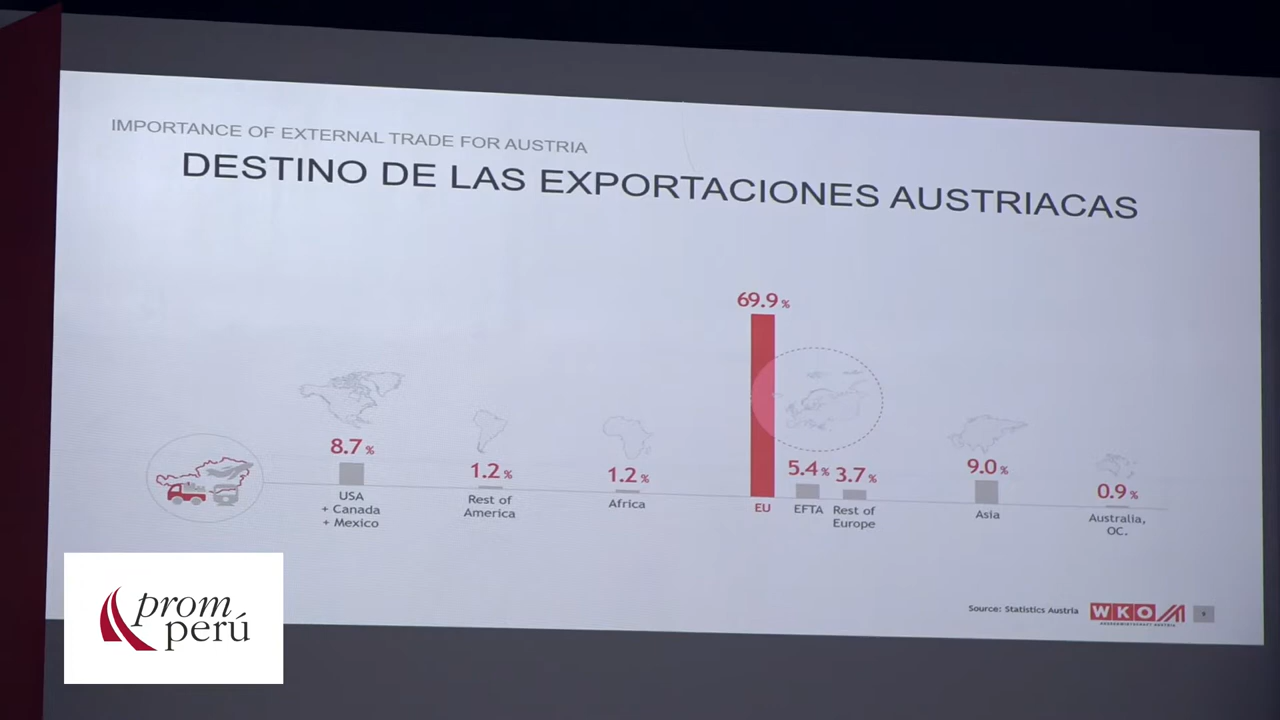 IMPORTANCE OF EXTERNAL TRADE FOR AUSTRIA
DESTINO DE LAS EXPORTACIONES AUSTRIACAS
8.7%
USA
+ Canada
+ Mexico
1.2%
Rest of
America
1.2%
Africa
69.9%
EU
5.4%
EFTA
3.7%
Rest of
Europe
9.0%
Asia
0.9%
Australia,
OC.
Source: Statistics Austria
WKO
AUSSENWIRTSCHAFT AUSTRIA
prom
perú